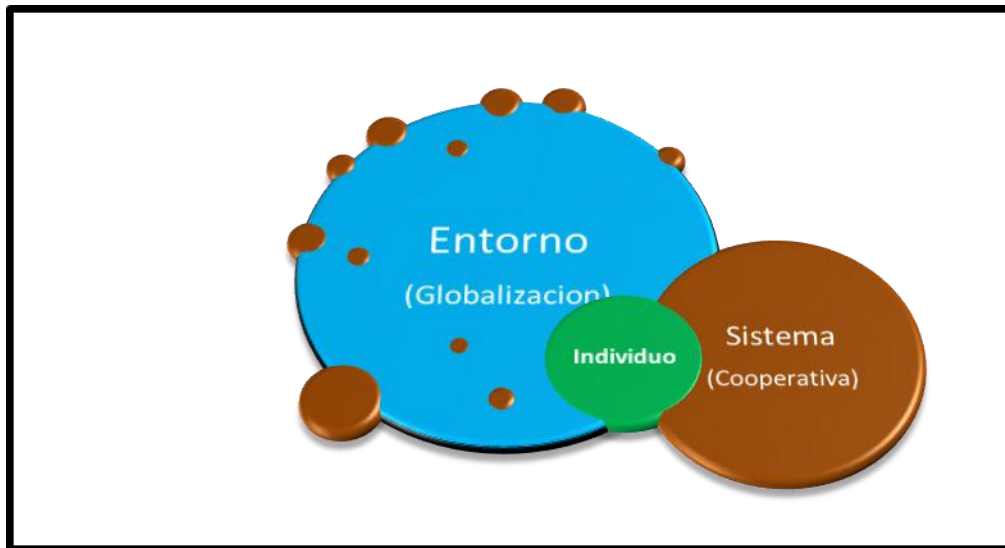 Entorno
(Globalizacion)
Individuo
Sistema
(Cooperativa)